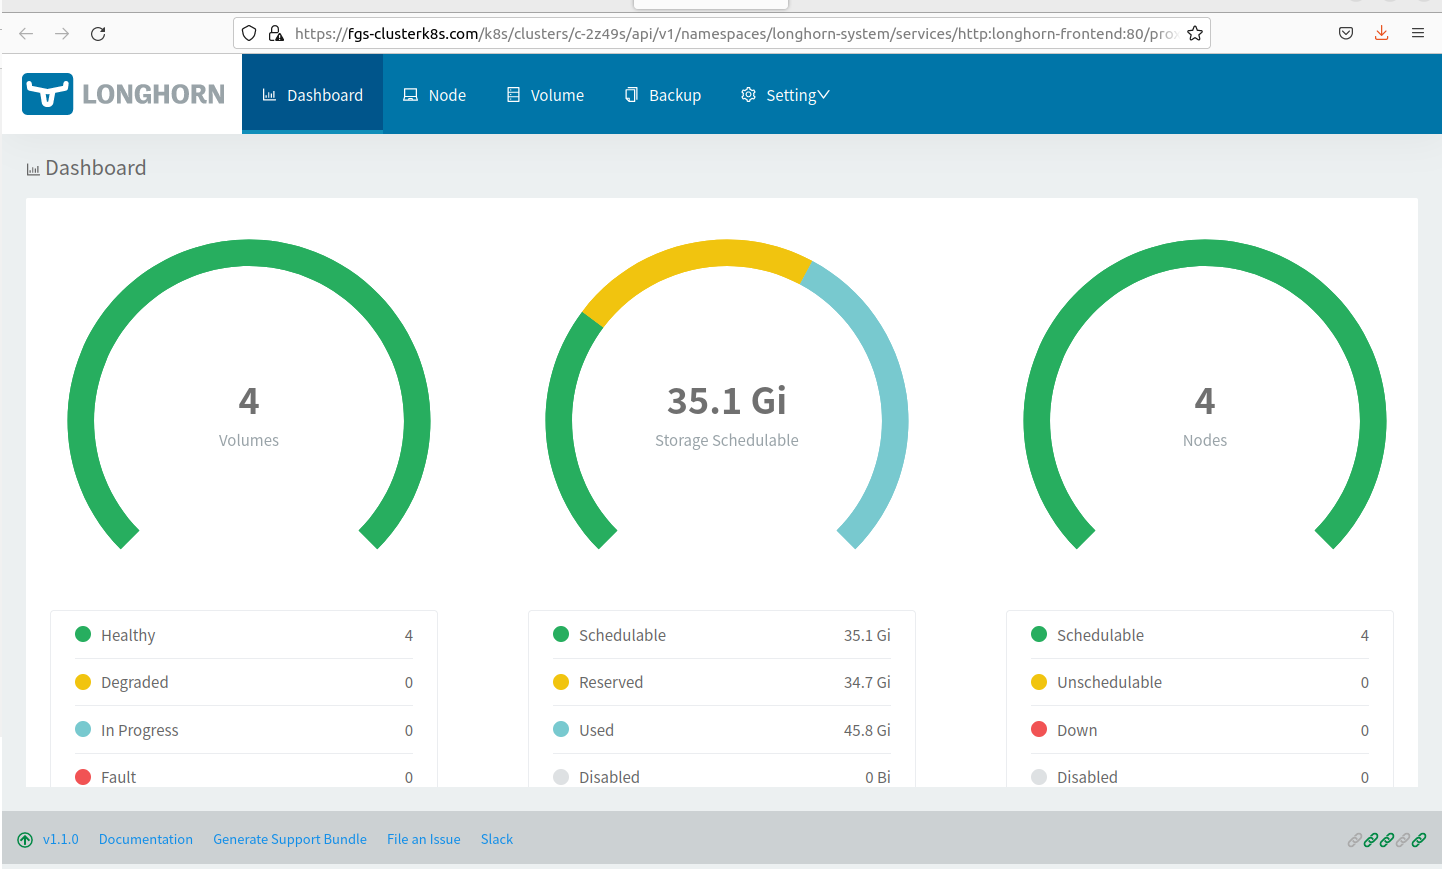 https://fgs-clusterk8s.com/k8s/clusters/c-2z49s/api/v1/namespaces/longhorn-system/services/http:longhorn-frontend:80/prox
LONGHORN
Dashboard
Node
Volume
Backup
Setting
Dashboard
4
Volumes
35.1 Gi
Storage Schedulable
4
Nodes
Healthy 4
Degraded 0
In Progress 0
Fault 0
Schedulable 35.1 Gi
Reserved 34.7 Gi
Used 45.8 Gi
Disabled 0 Bi
Schedulable 4
Unschedulable 0
Down 0
Disabled 0
v1.1.0 Documentation Generate Support Bundle File an Issue Slack